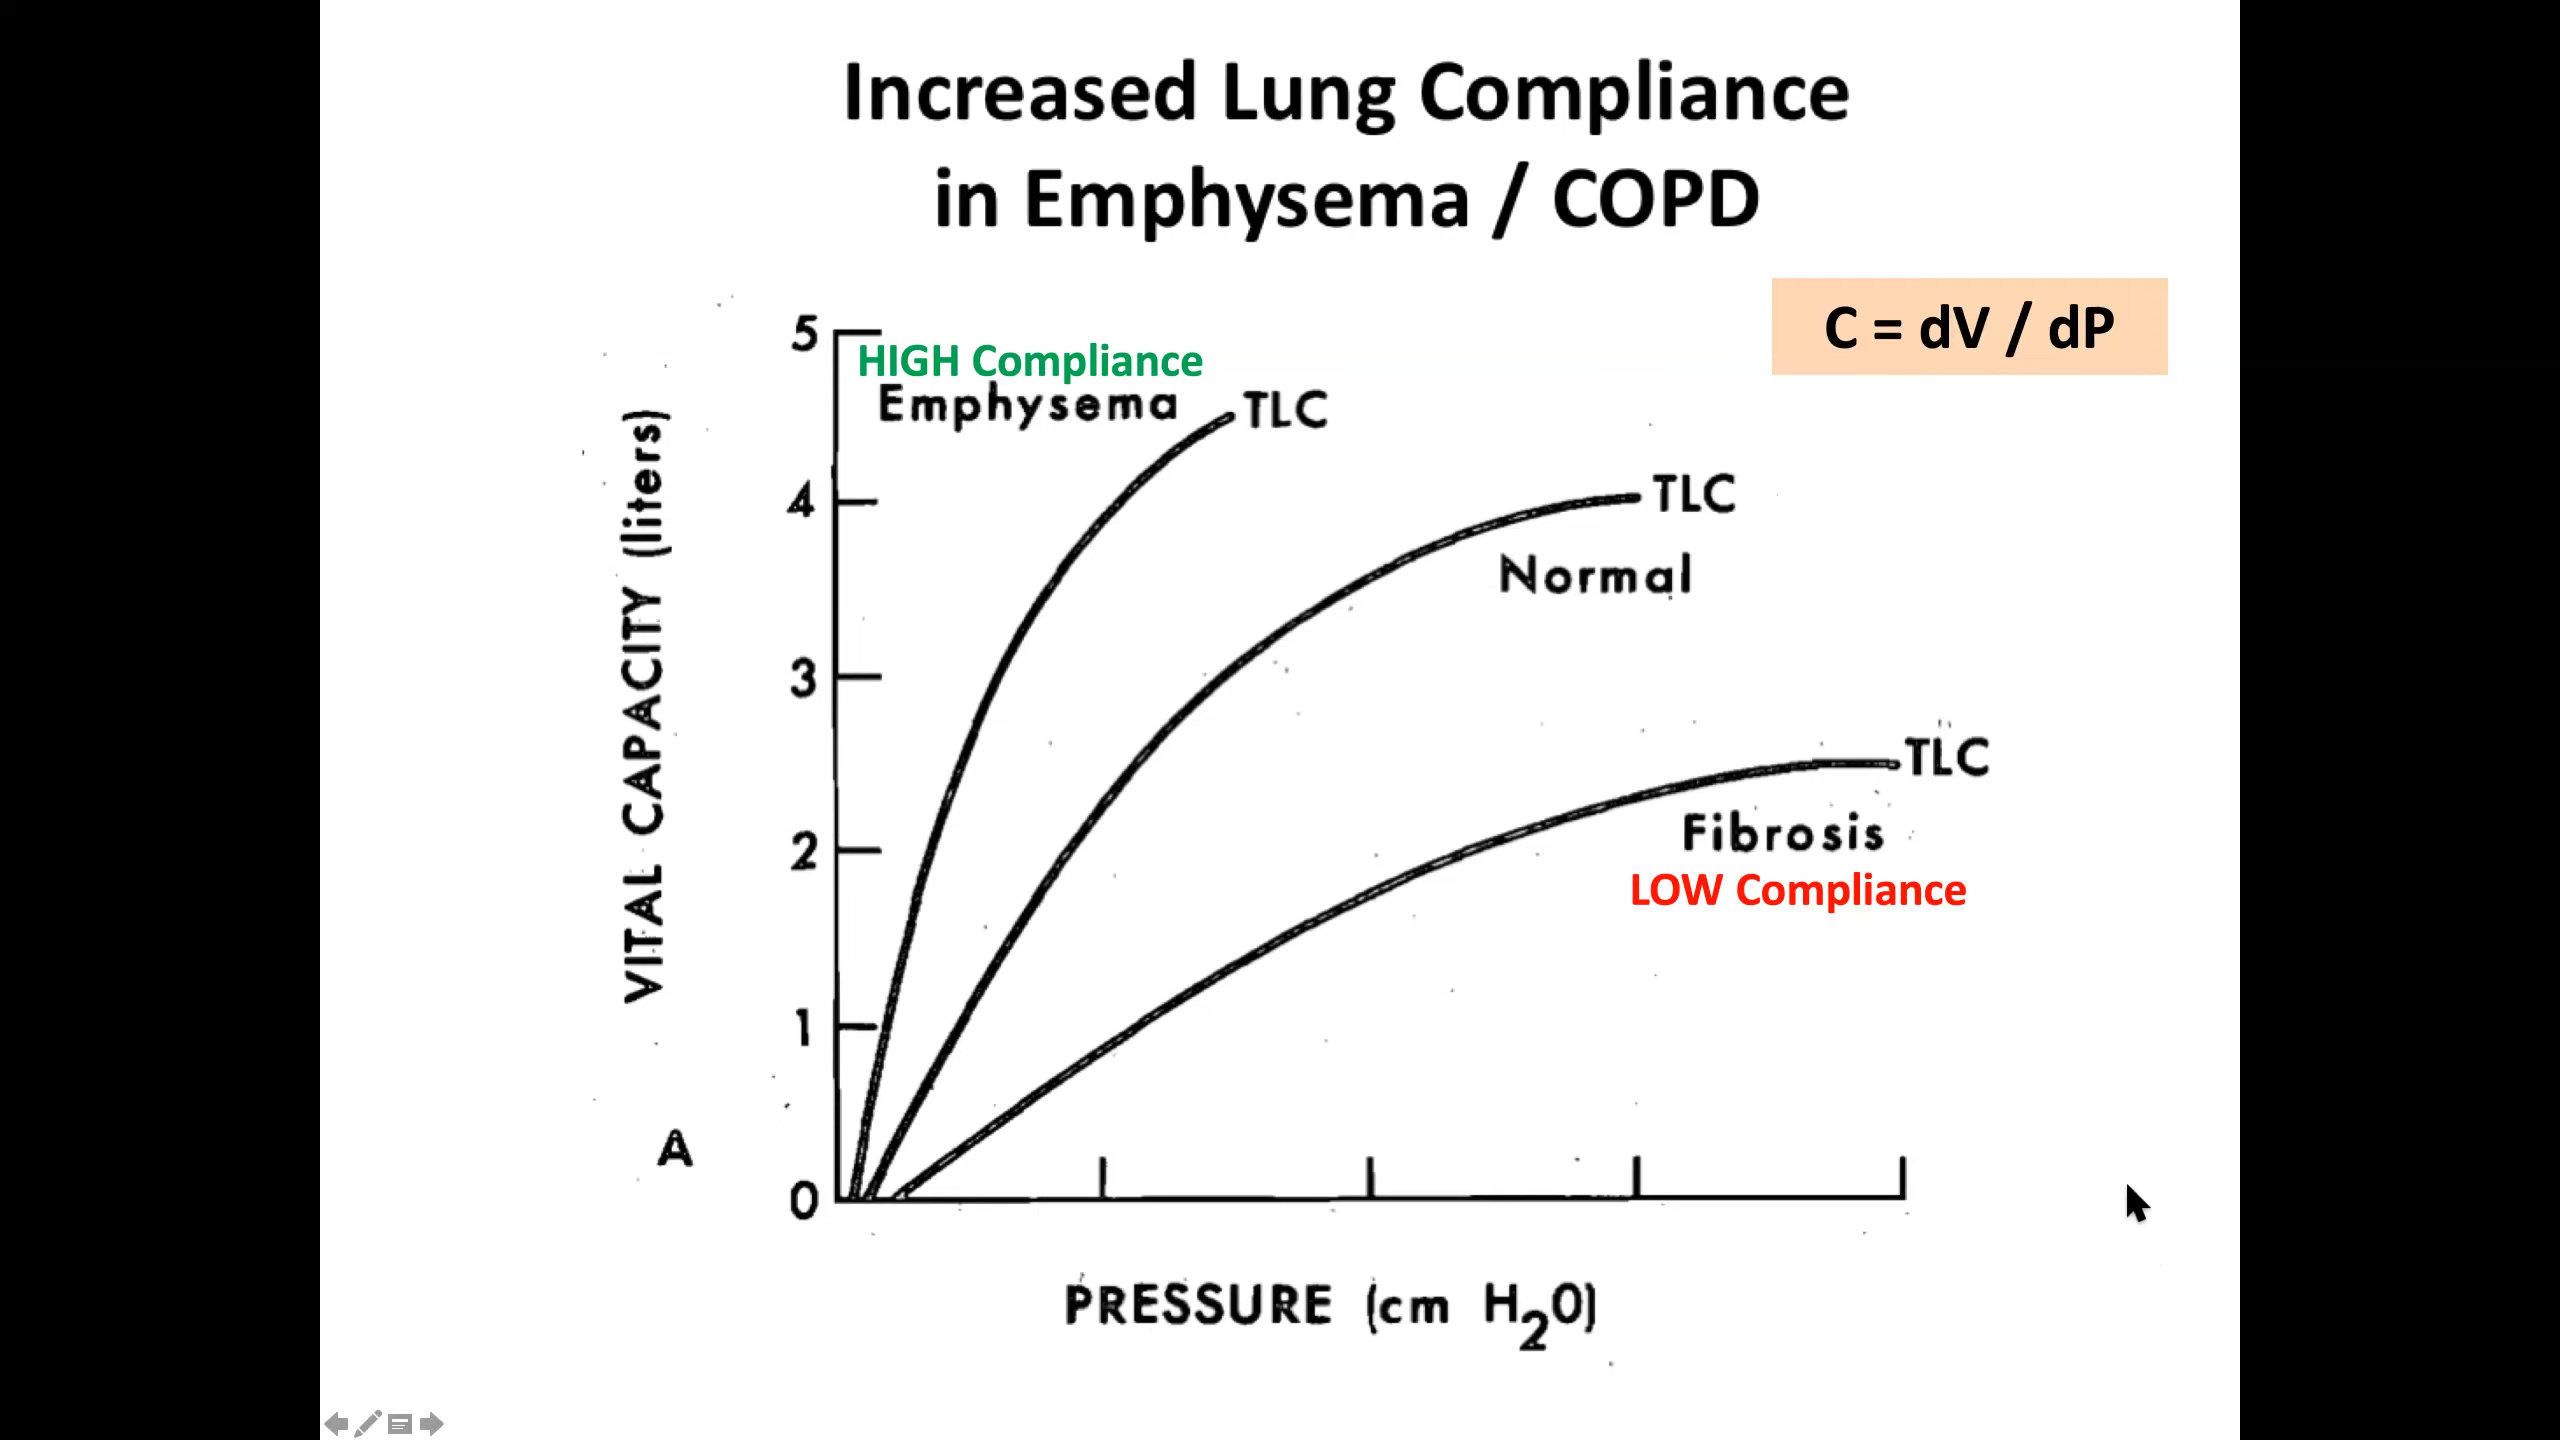 Increased Lung Compliance
in Emphysema / COPD
C = dV / dP
5
HIGH Compliance
Emphysema
TLC
4
TLC
Normal
3
TLC
Fibrosis
2
LOW Compliance
1
0
VITAL CAPACITY (liters)
A
PRESSURE (cm H₂O)